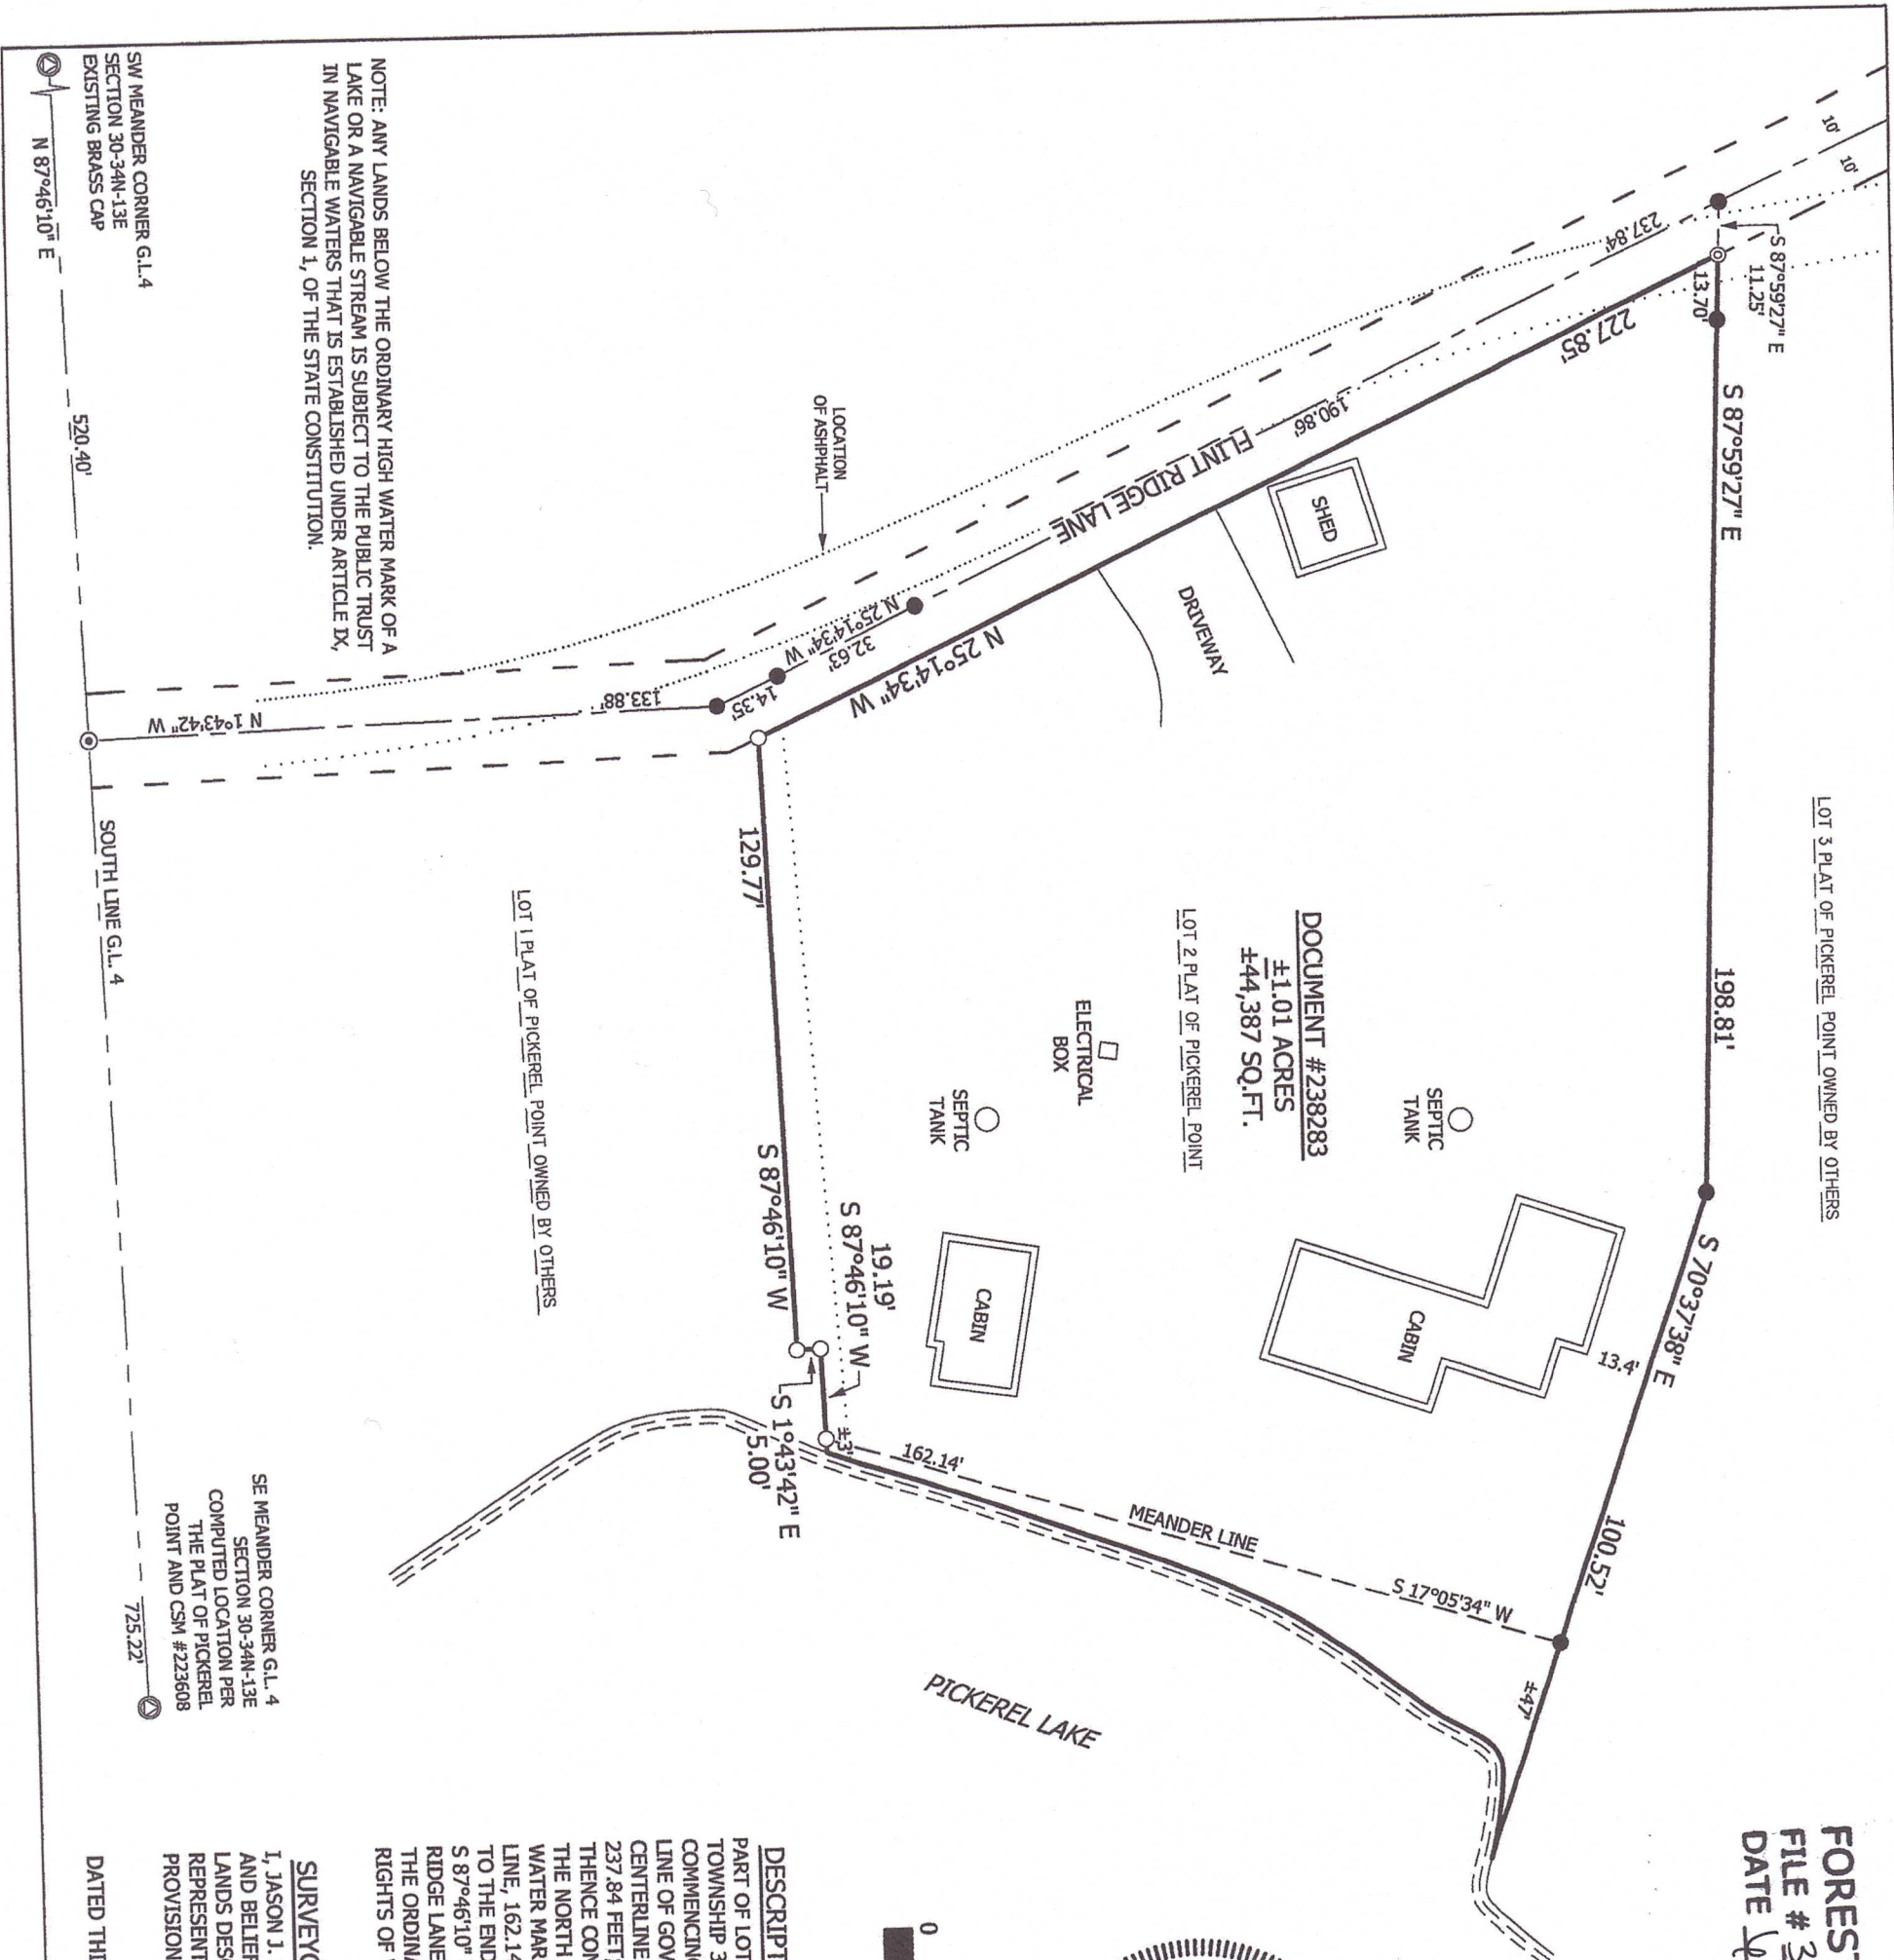 LOT 3 PLAT OF PICKEREL POINT OWNED BY OTHERS
10'
10'
S 87°59'27" E
11.25'
13.70'
S 87°59'27" E
198.81'
S 70°37'38" E
100.52'
±47'
237.84'
227.85'
190.86'
FLINT RIDGE LANE
SHED
DRIVEWAY
N 25°14'34" W
N 25°14'34" W
32.63'
14.35'
133.88'
N 1°43'42" W
LOCATION
OF ASHPHALT
DOCUMENT #238283
±1.01 ACRES
±44,387 SQ.FT.
LOT 2 PLAT OF PICKEREL POINT
SEPTIC
TANK
ELECTRICAL
BOX
SEPTIC
TANK
CABIN
13.4'
CABIN
MEANDER LINE
S 17°05'34" W
162.14'
±3'
19.19'
S 87°46'10" W
129.77'
S 87°46'10" W
S 1°43'42" E
5.00'
PICKEREL LAKE
LOT 1 PLAT OF PICKEREL POINT OWNED BY OTHERS
NOTE: ANY LANDS BELOW THE ORDINARY HIGH WATER MARK OF A
LAKE OR A NAVIGABLE STREAM IS SUBJECT TO THE PUBLIC TRUST
IN NAVIGABLE WATERS THAT IS ESTABLISHED UNDER ARTICLE IX,
SECTION 1, OF THE STATE CONSTITUTION.
SW MEANDER CORNER G.L.4
SECTION 30-34N-13E
EXISTING BRASS CAP
N 87°46'10" E
520.40'
SOUTH LINE G.L. 4
725.22'
SE MEANDER CORNER G.L. 4
SECTION 30-34N-13E
COMPUTED LOCATION PER
THE PLAT OF PICKEREL
POINT AND CSM #223608
FOREST
FILE # 3
DATE
0
DESCRIPT
PART OF LOT
TOWNSHIP 3
COMMENCING
LINE OF GOV
CENTERLINE
237.84 FEET
THENCE CON
THE NORTH
WATER MAR
LINE, 162.14
TO THE END
S 87°46'10"
RIDGE LANE
THE ORDINA
RIGHTS OF
SURVEYO
I, JASON J.
AND BELIEF
LANDS DESC
REPRESENT
PROVISION
DATED THI